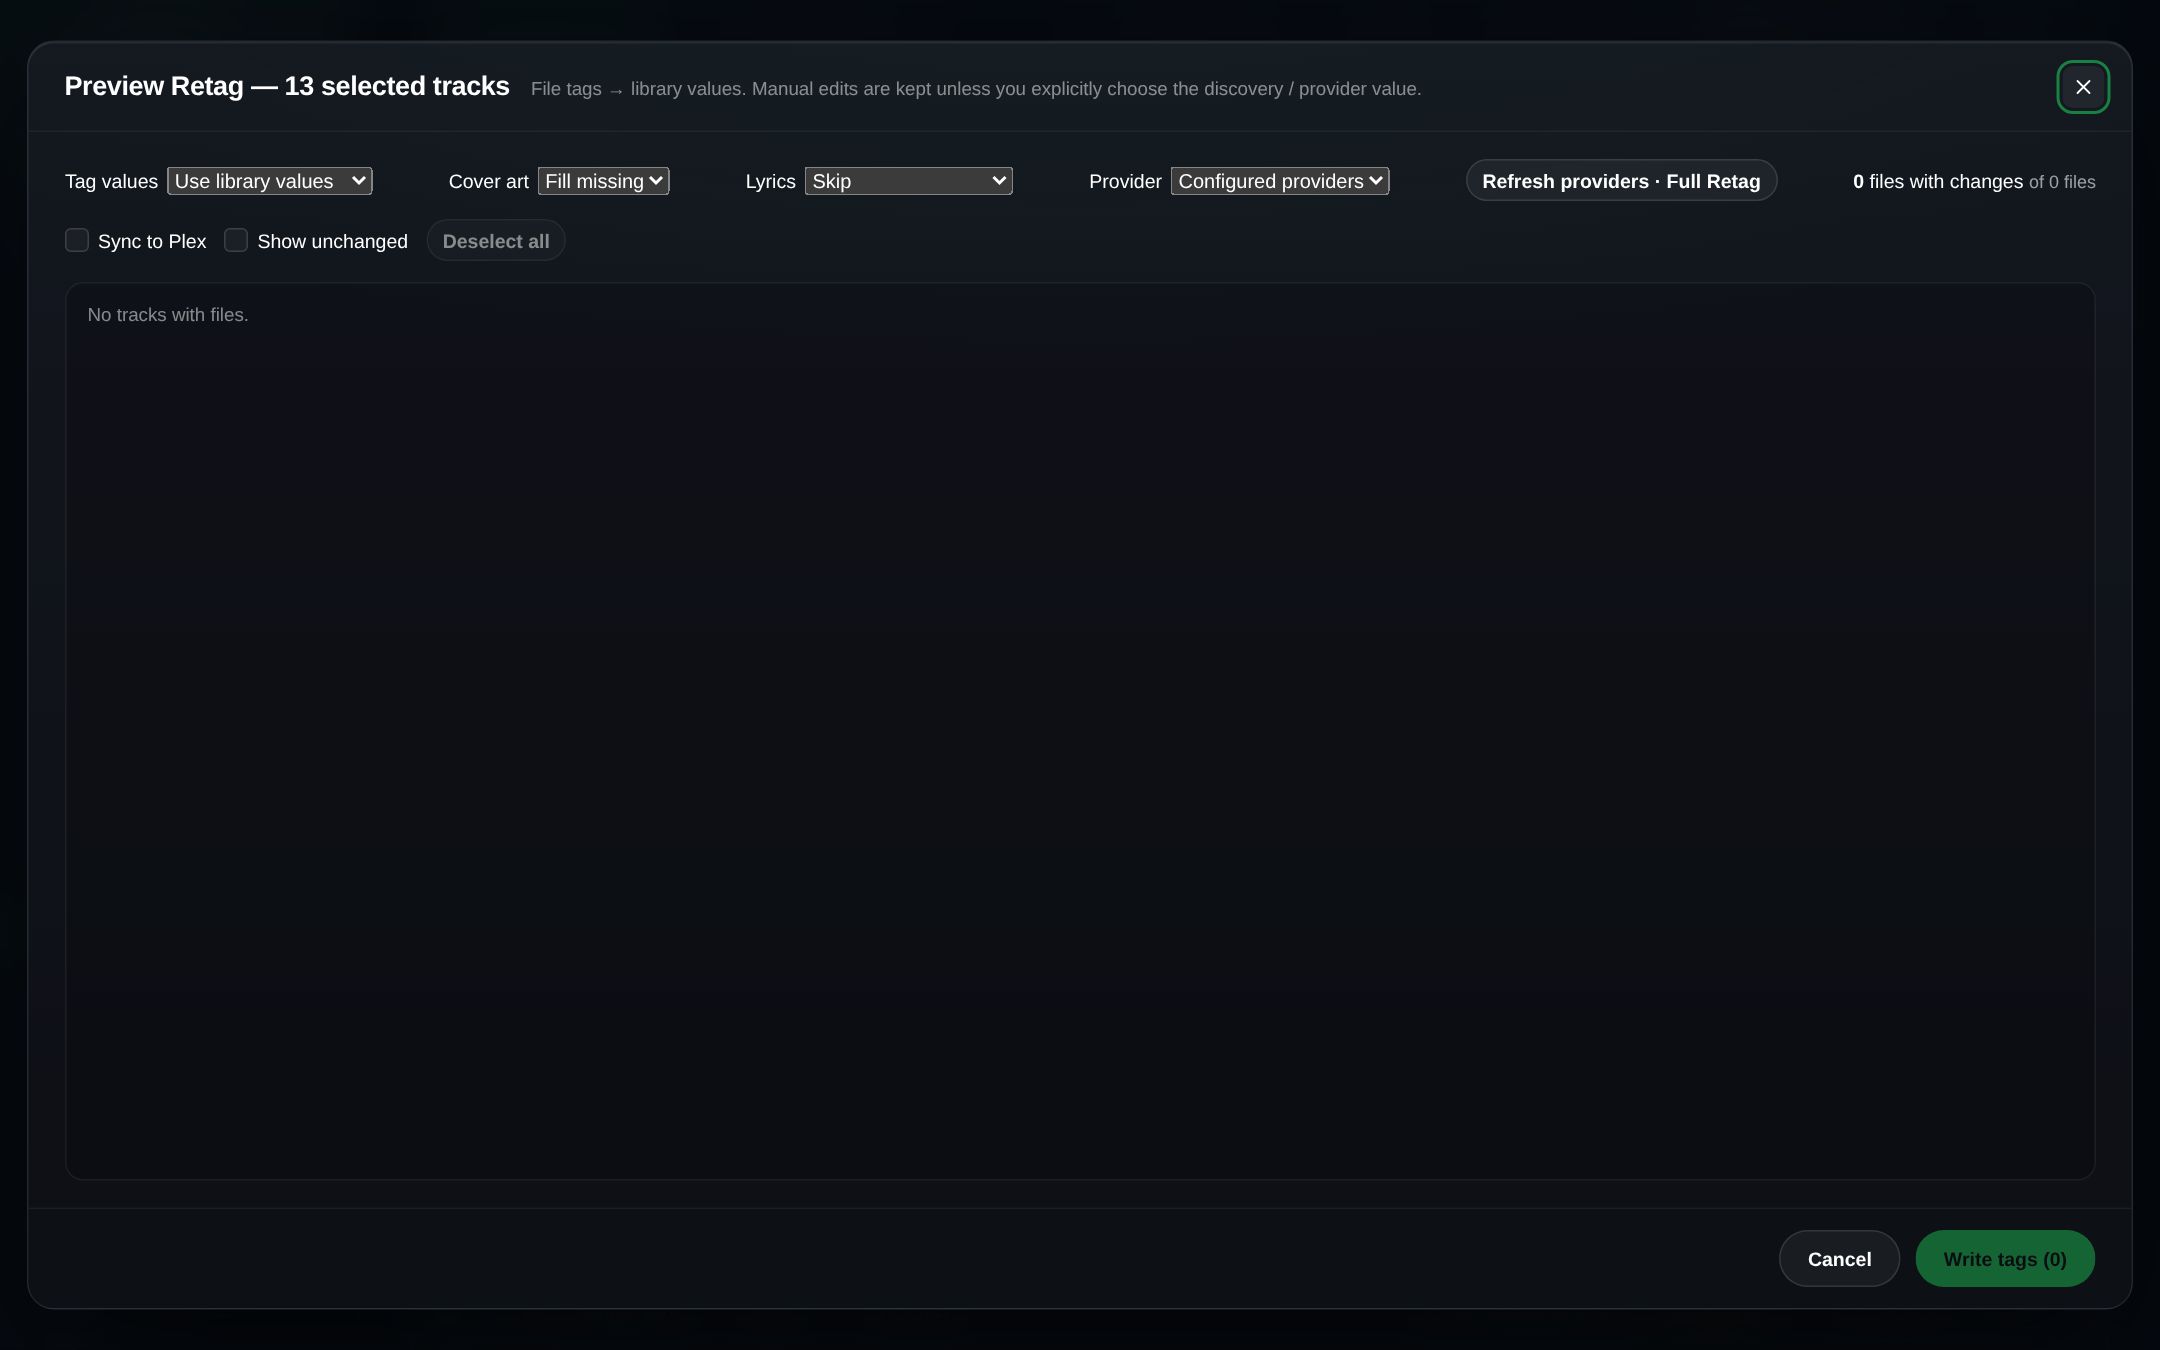 Preview Retag — 13 selected tracks File tags → library values. Manual edits are kept unless you explicitly choose the discovery / provider value.
Tag values Use library values Cover art Fill missing Lyrics Skip Provider Configured providers Refresh providers · Full Retag 0 files with changes of 0 files
Sync to Plex Show unchanged Deselect all
No tracks with files.
Cancel Write tags (0)